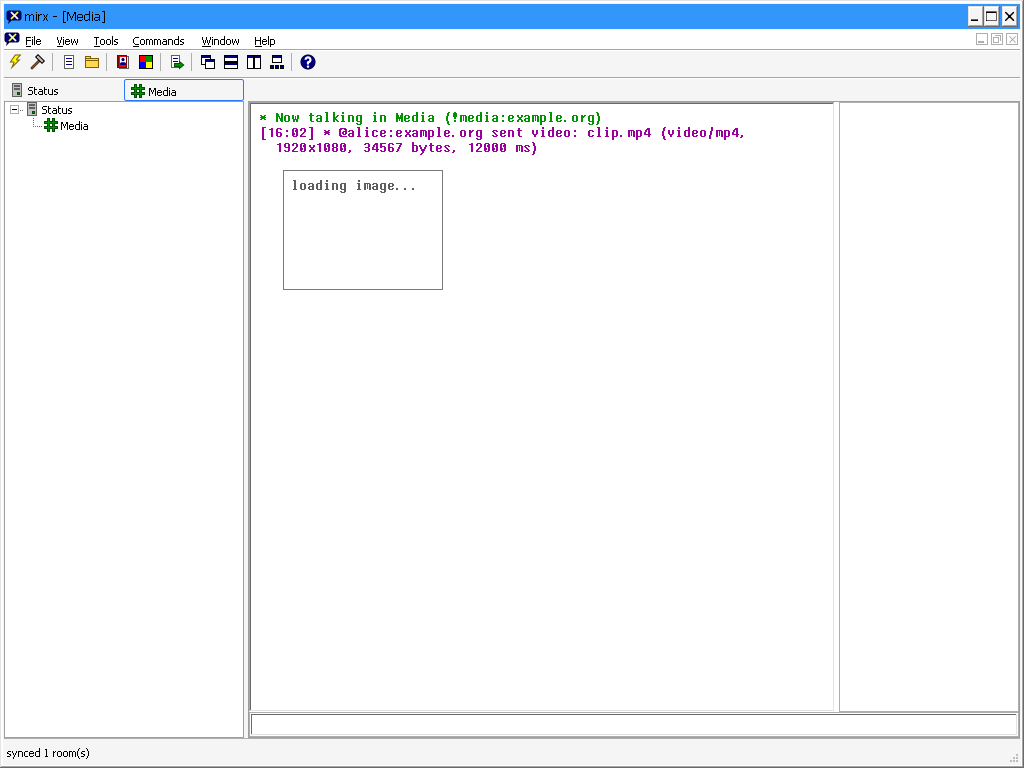 mirx - [Media]
File View Tools Commands Window Help
Status Media
Status
Media
* Now talking in Media (!media:example.org)
[16:02] * @alice:example.org sent video: clip.mp4 (video/mp4,
1920x1080, 34567 bytes, 12000 ms)
loading image...
synced 1 room(s)